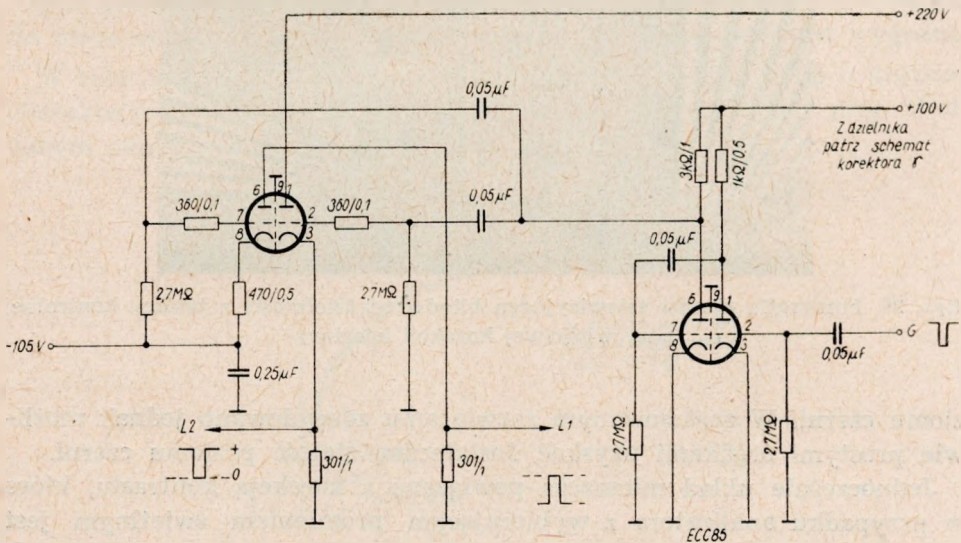 +220V
0,05µF
+100V
Z dzielnika
patrz schemat
korektora
3kΩ/1
1kΩ/0,5
6 9 1
0,05µF
360/0,1
7 2
360/0,1
8 3
0,05µF
2,7MΩ
470/0,5
2,7MΩ
6 9 1
7 2
8 3
G
0,05µF
-105V
0,25µF
L2
L1
0
301/1
301/1
2,7MΩ
2,7MΩ
ECC85